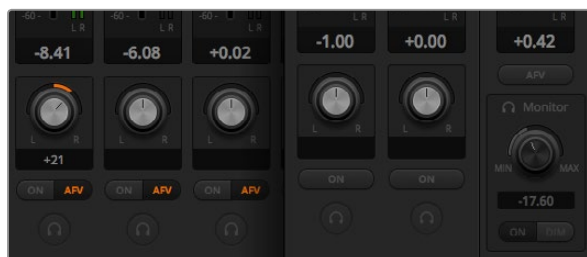 -60- -60- -60-
L R L R L R L R L R L R
-8.41 -6.08 +0.02 -1.00 +0.00 +0.42
AFV
Monitor
L R L R L R L R L R MIN MAX
+21
ON AFV ON AFV ON AFV ON ON -17.60
ON DIM